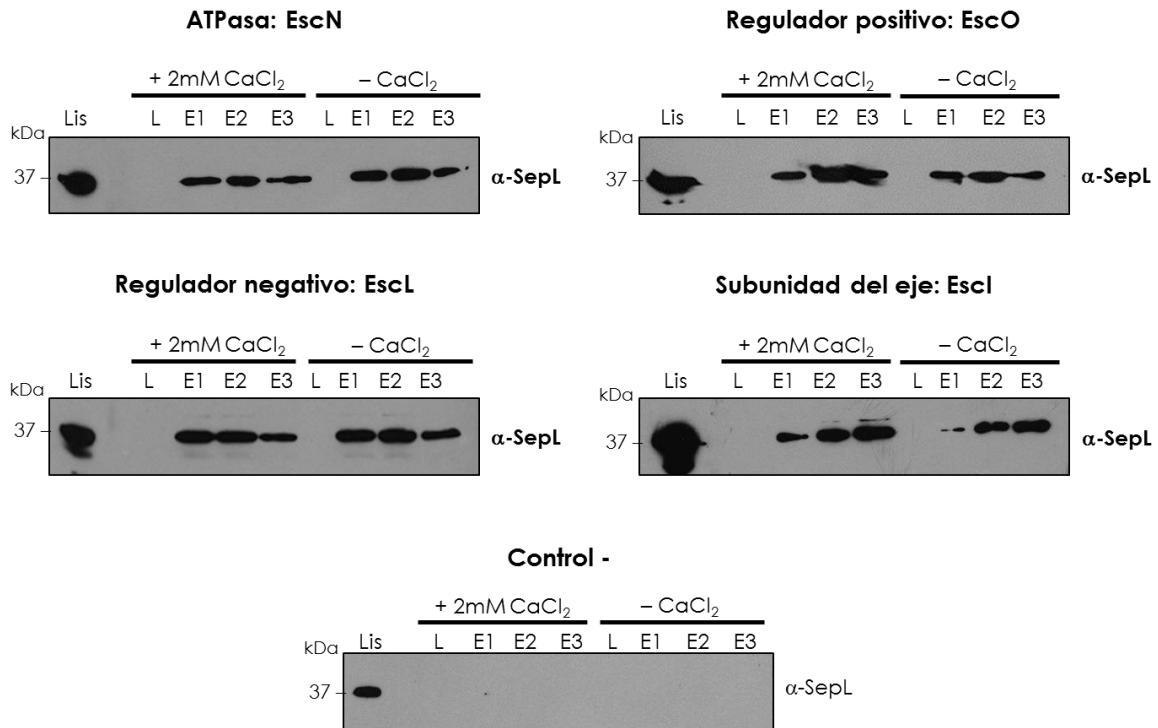 ATPasa: EscN
+ 2mM CaCl₂ – CaCl₂
Lis L E1 E2 E3 L E1 E2 E3
kDa
37
α-SepL
Regulador positivo: EscO
+ 2mM CaCl₂ – CaCl₂
Lis L E1 E2 E3 L E1 E2 E3
kDa
37
α-SepL
Regulador negativo: EscL
+ 2mM CaCl₂ – CaCl₂
Lis L E1 E2 E3 L E1 E2 E3
kDa
37
α-SepL
Subunidad del eje: EscI
+ 2mM CaCl₂ – CaCl₂
Lis L E1 E2 E3 L E1 E2 E3
kDa
37
α-SepL
Control -
+ 2mM CaCl₂ – CaCl₂
Lis L E1 E2 E3 L E1 E2 E3
kDa
37
α-SepL